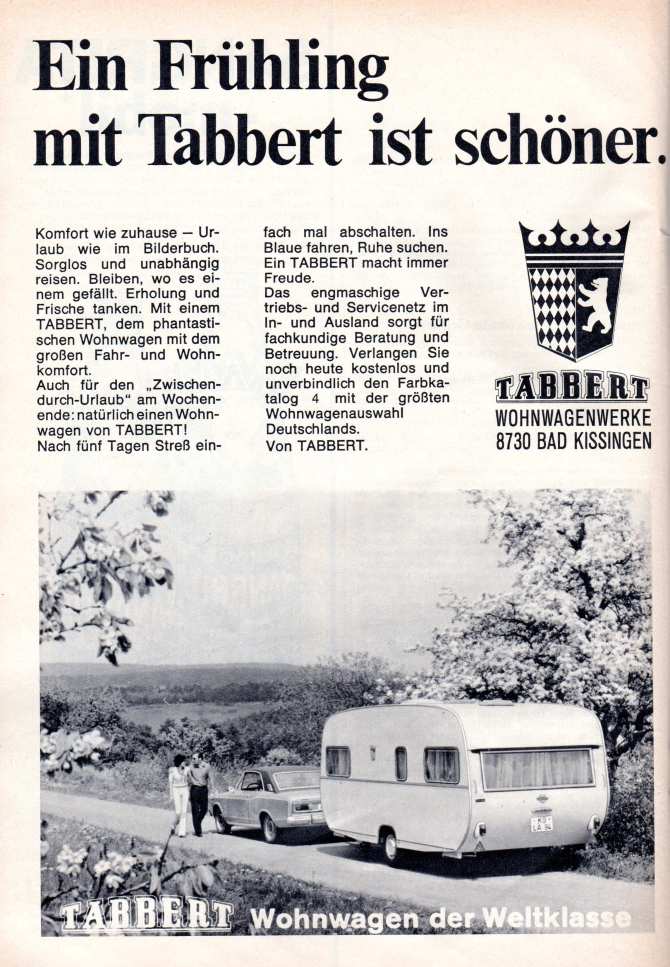 Ein Frühling
mit Tabbert ist schöner.
Komfort wie zuhause — Ur-
laub wie im Bilderbuch.
Sorglos und unabhängig
reisen. Bleiben, wo es ei-
nem gefällt. Erholung und
Frische tanken. Mit einem
TABBERT, dem phantasti-
schen Wohnwagen mit dem
großen Fahr- und Wohn-
komfort.
Auch für den „Zwischen-
durch-Urlaub“ am Wochen-
ende: natürlich einen Wohn-
wagen von TABBERT!
Nach fünf Tagen Streß ein-
fach mal abschalten. Ins
Blaue fahren, Ruhe suchen.
Ein TABBERT macht immer
Freude.
Das engmaschige Ver-
triebs- und Servicenetz im
In- und Ausland sorgt für
fachkundige Beratung und
Betreuung. Verlangen Sie
noch heute kostenlos und
unverbindlich den Farbka-
talog 4 mit der größten
Wohnwagenauswahl
Deutschlands.
Von TABBERT.
TABBERT
WOHNWAGENWERKE
8730 BAD KISSINGEN
TABBERT Wohnwagen der Weltklasse